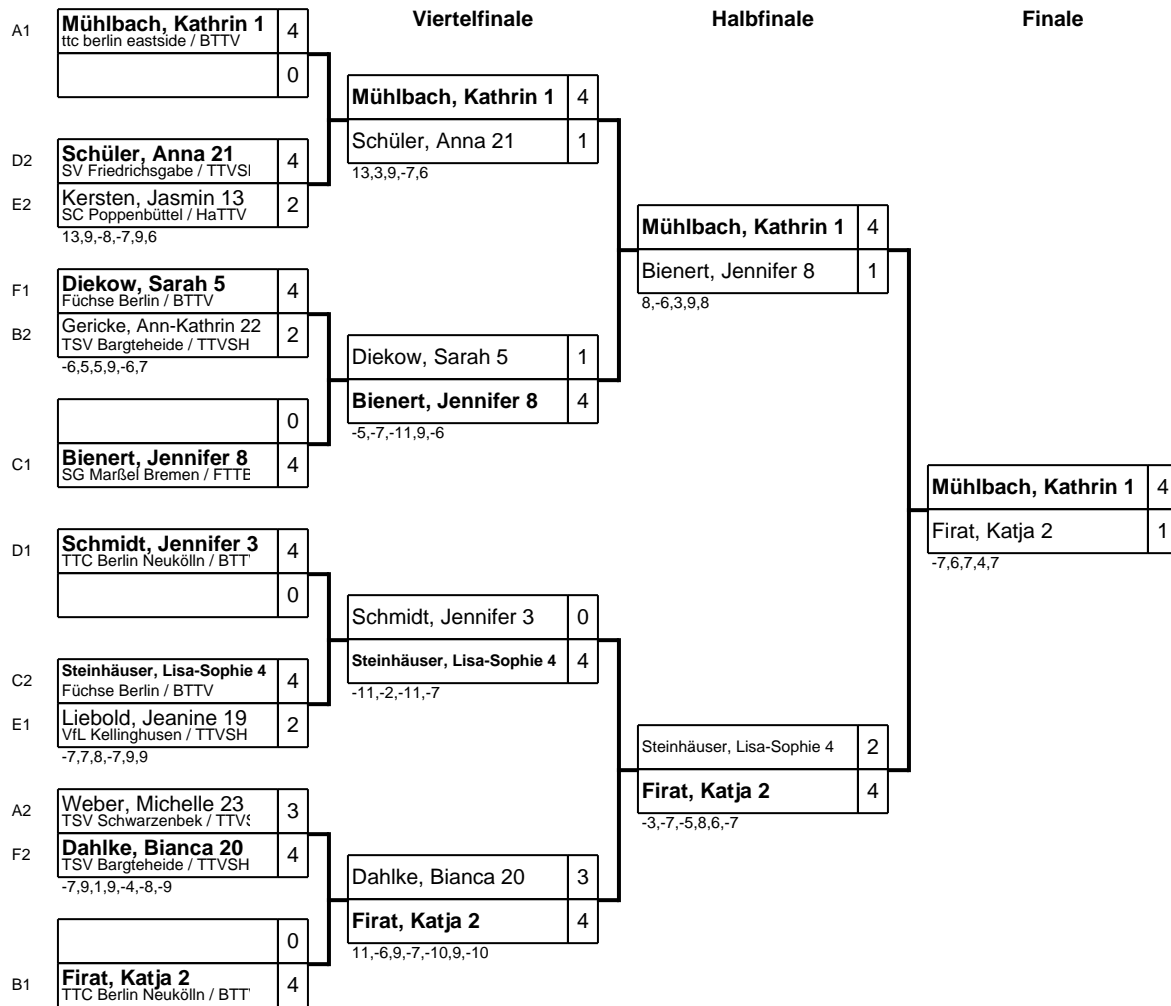 Viertelfinale
Halbfinale
Finale
A1
Mühlbach, Kathrin 1
4
ttc berlin eastside / BTTV
0
D2
Schüler, Anna 21
4
SV Friedrichsgabe / TTVSI
E2
Kersten, Jasmin 13
2
SC Poppenbüttel / HaTTV
13,9,-8,-7,9,6
F1
Diekow, Sarah 5
4
Füchse Berlin / BTTV
B2
Gericke, Ann-Kathrin 22
2
TSV Bargteheide / TTVSH
-6,5,5,9,-6,7
0
C1
Bienert, Jennifer 8
4
SG Marßel Bremen / FTTE
D1
Schmidt, Jennifer 3
4
TTC Berlin Neukölln / BTT
0
C2
Steinhäuser, Lisa-Sophie 4
4
Füchse Berlin / BTTV
E1
Liebold, Jeanine 19
2
VfL Kellinghusen / TTVSH
-7,7,8,-7,9,9
A2
Weber, Michelle 23
3
TSV Schwarzenbek / TTVS
F2
Dahlke, Bianca 20
4
TSV Bargteheide / TTVSH
-7,9,1,9,-4,-8,-9
0
B1
Firat, Katja 2
4
TTC Berlin Neukölln / BTT
Mühlbach, Kathrin 1
4
Schüler, Anna 21
1
13,3,9,-7,6
Diekow, Sarah 5
1
Bienert, Jennifer 8
4
-5,-7,-11,9,-6
Schmidt, Jennifer 3
0
Steinhäuser, Lisa-Sophie 4
4
-11,-2,-11,-7
Dahlke, Bianca 20
3
Firat, Katja 2
4
11,-6,9,-7,-10,9,-10
Mühlbach, Kathrin 1
4
Bienert, Jennifer 8
1
8,-6,3,9,8
Steinhäuser, Lisa-Sophie 4
2
Firat, Katja 2
4
-3,-7,-5,8,6,-7
Mühlbach, Kathrin 1
4
Firat, Katja 2
1
-7,6,7,4,7